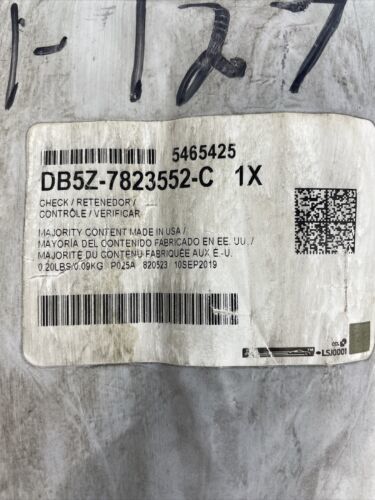 1-127
5465425
DB5Z-7823552-C 1X
CHECK / RETENEDOR /
CONTRÔLE / VERIFICAR
MAJORITY CONTENT MADE IN USA /
MAYORÍA DEL CONTENIDO FABRICADO EN EE. UU. /
MAJORITÉ DU CONTENU FABRIQUÉE AUX É.-U.
0.20LBS/0.09KG P025A 820523 10SEP2019
LSJ0001